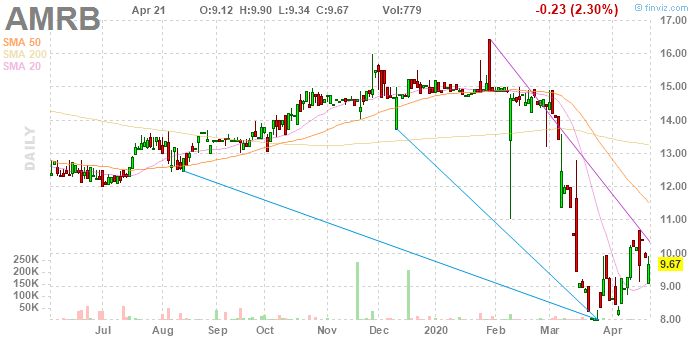 AMRB Apr 21 O:9.12 H:9.90 L:9.34 C:9.67 Vol:779 -0.23 (2.30%) © finviz.com
SMA 50
SMA 200
SMA 20
DAILY
17.00
16.00
15.00
14.00
13.00
12.00
11.00
10.00
9.67
9.00
8.00
250K
200K
150K
100K
50K
Jul Aug Sep Oct Nov Dec 2020 Feb Mar Apr